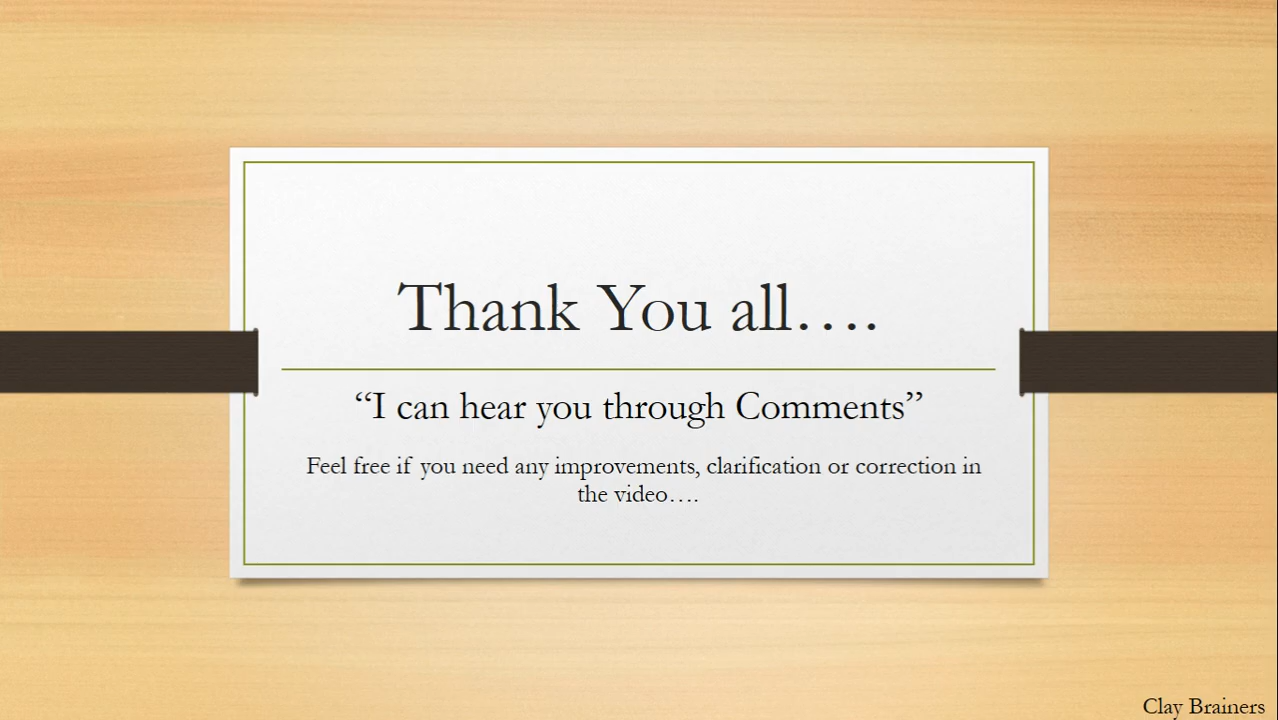 Thank You all….
“I can hear you through Comments”
Feel free if you need any improvements, clarification or correction in
the video….
Clay Brainers